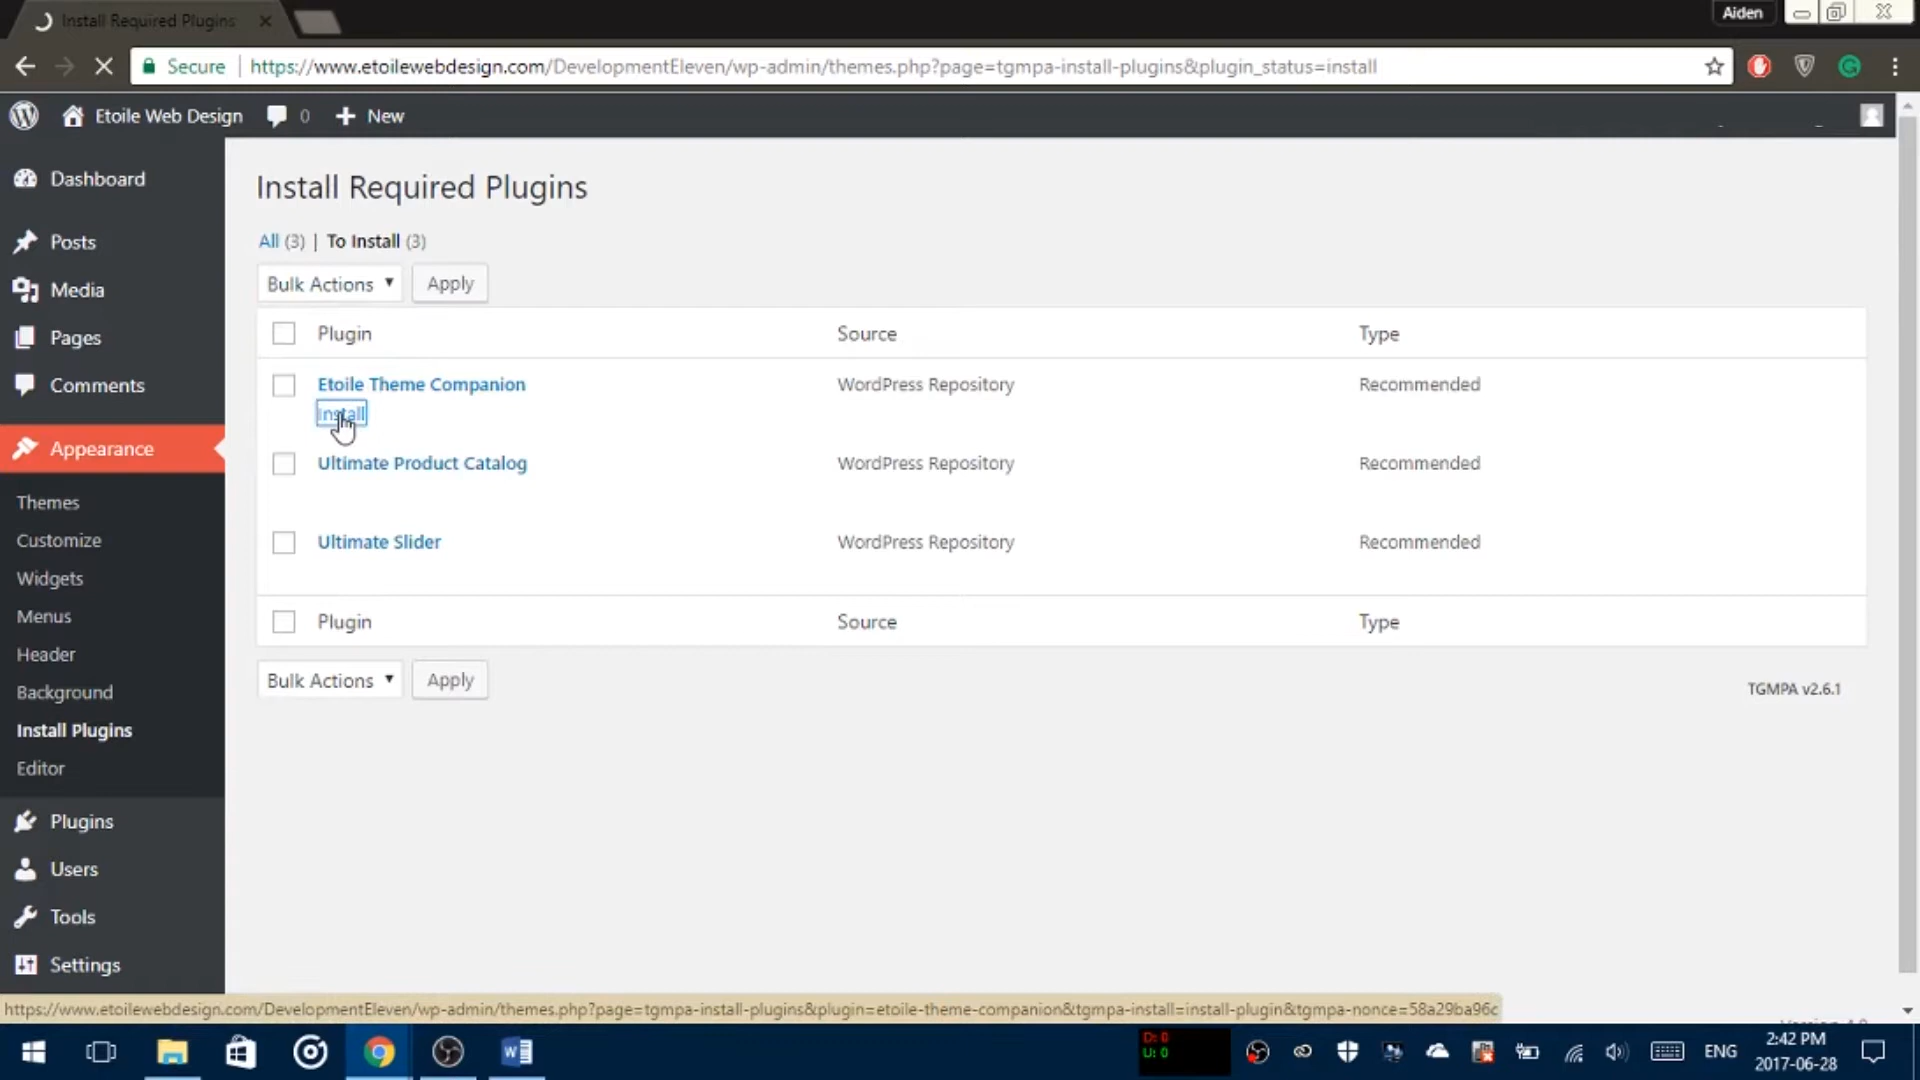 Install Required Plugins
Aiden
Secure
https://www.etoilewebdesign.com/DevelopmentEleven/wp-admin/themes.php?page=tgmpa-install-plugins&plugin_status=install
Etoile Web Design
0
New
Dashboard
Posts
Media
Pages
Comments
Appearance
Themes
Customize
Widgets
Menus
Header
Background
Install Plugins
Editor
Plugins
Users
Tools
Settings
Install Required Plugins
All (3) | To Install (3)
Bulk Actions
Apply
Plugin Source Type
Etoile Theme Companion WordPress Repository Recommended
Install
Ultimate Product Catalog WordPress Repository Recommended
Ultimate Slider WordPress Repository Recommended
Plugin Source Type
Bulk Actions
Apply
TGMPA v2.6.1
https://www.etoilewebdesign.com/DevelopmentEleven/wp-admin/themes.php?page=tgmpa-install-plugins&plugin=etoile-theme-companion&tgmpa-install=install-plugin&tgmpa-nonce=58a29ba96c
D: 0
U: 0
ENG
2:42 PM
2017-06-28